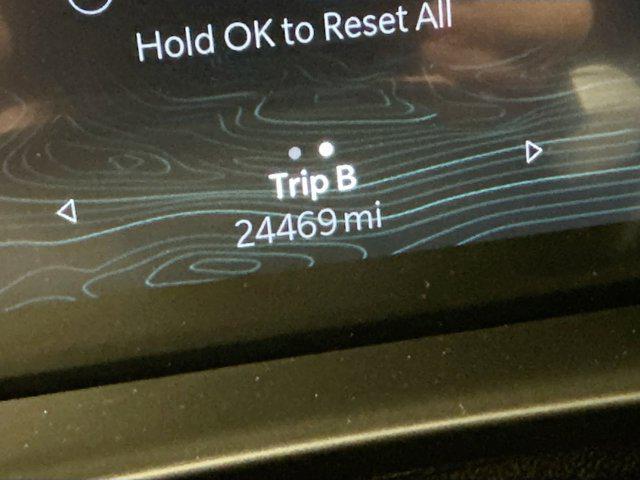 Hold OK to Reset All
Trip B
24469 mi